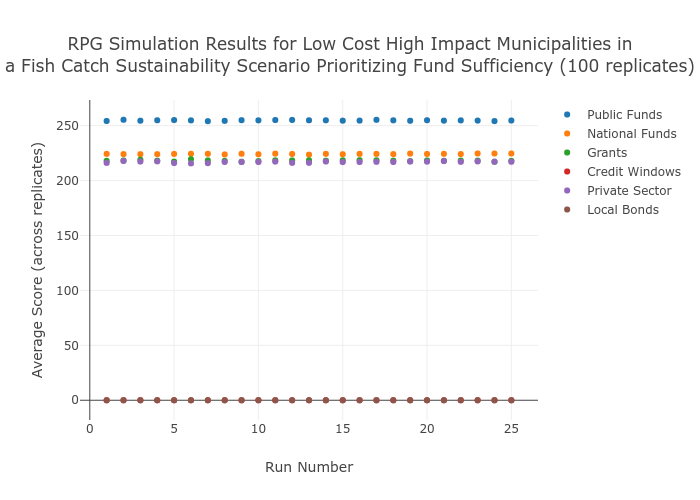 RPG Simulation Results for Low Cost High Impact Municipalities in
a Fish Catch Sustainability Scenario Prioritizing Fund Sufficiency (100 replicates)
Average Score (across replicates)
250
200
150
100
50
0
0
5
10
15
20
25
Run Number
Public Funds
National Funds
Grants
Credit Windows
Private Sector
Local Bonds